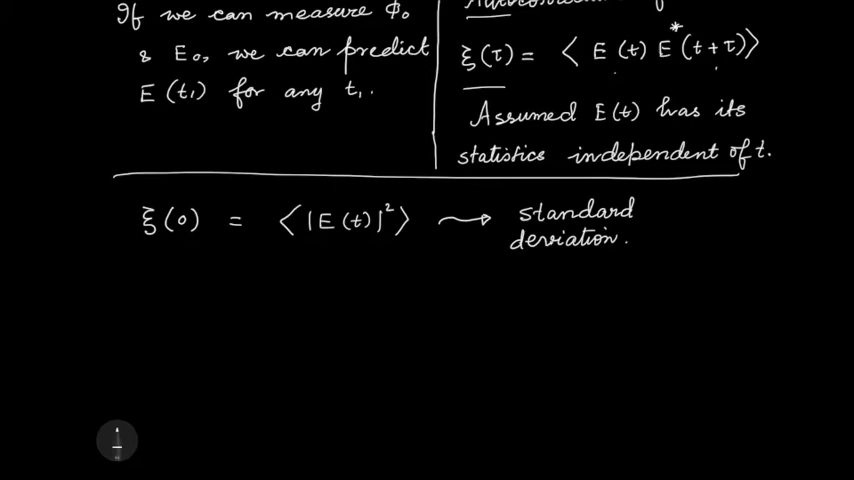 If we can measure Φ₀
& E₀, we can predict
E(t₁) for any t₁.
ξ(τ) = ⟨ E(t) E*(t+τ)⟩
Assumed E(t) has its
statistics independent of t.
ξ(0) = ⟨|E(t)|²⟩ → standard
derviation.